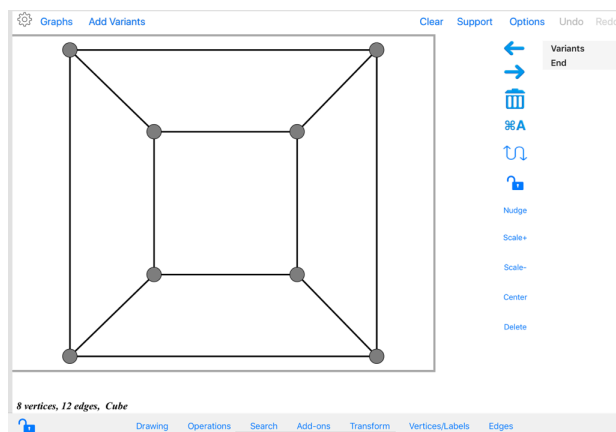 Graphs Add Variants Clear Support Options Undo Redo
Variants
End
⌘A
Nudge
Scale+
Scale-
Center
Delete
8 vertices, 12 edges, Cube
Drawing Operations Search Add-ons Transform Vertices/Labels Edges